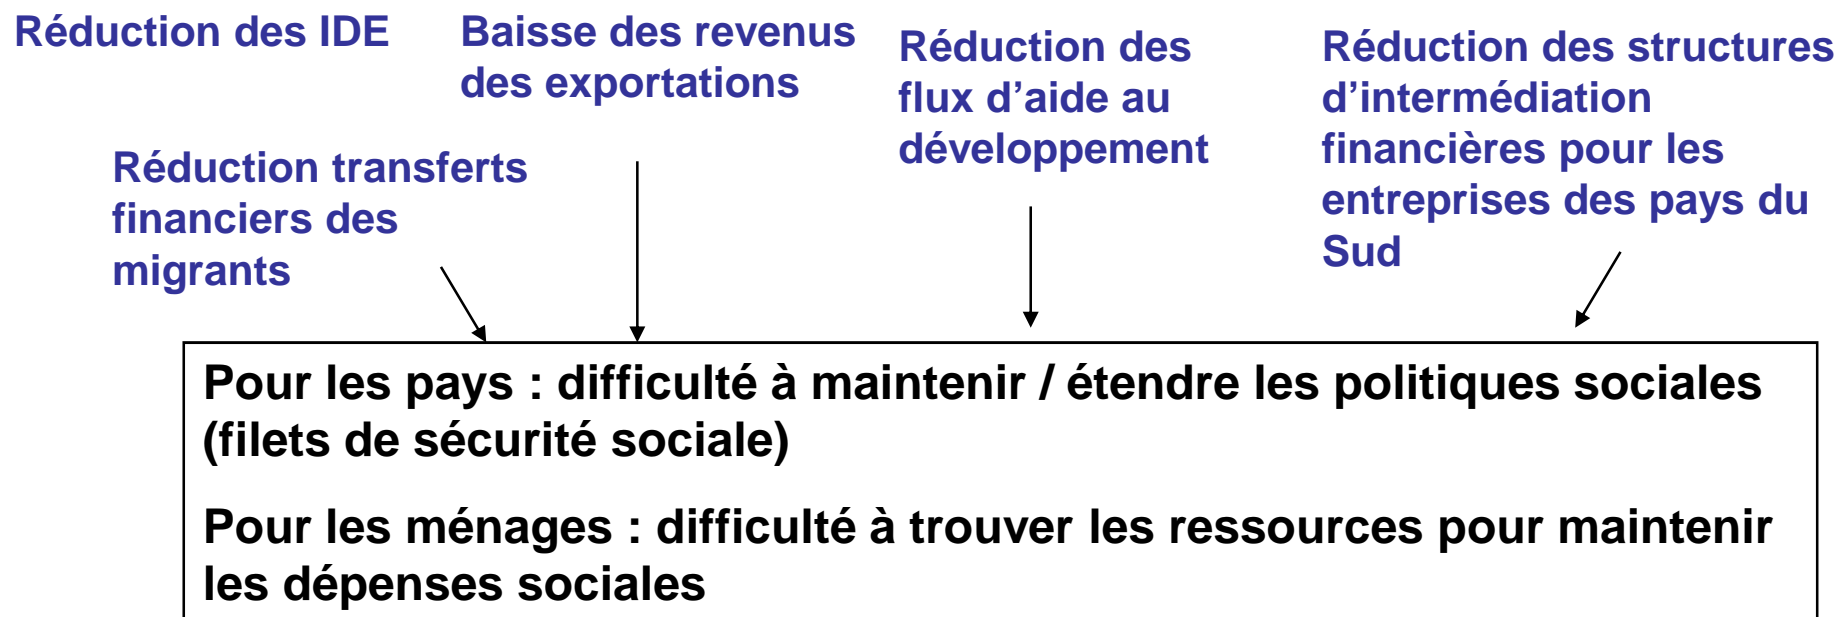 Réduction des IDE
Baisse des revenus
des exportations
Réduction des
flux d’aide au
développement
Réduction des structures
d’intermédiation
financières pour les
entreprises des pays du
Sud
Réduction transferts
financiers des
migrants
Pour les pays : difficulté à maintenir / étendre les politiques sociales
(filets de sécurité sociale)
Pour les ménages : difficulté à trouver les ressources pour maintenir
les dépenses sociales